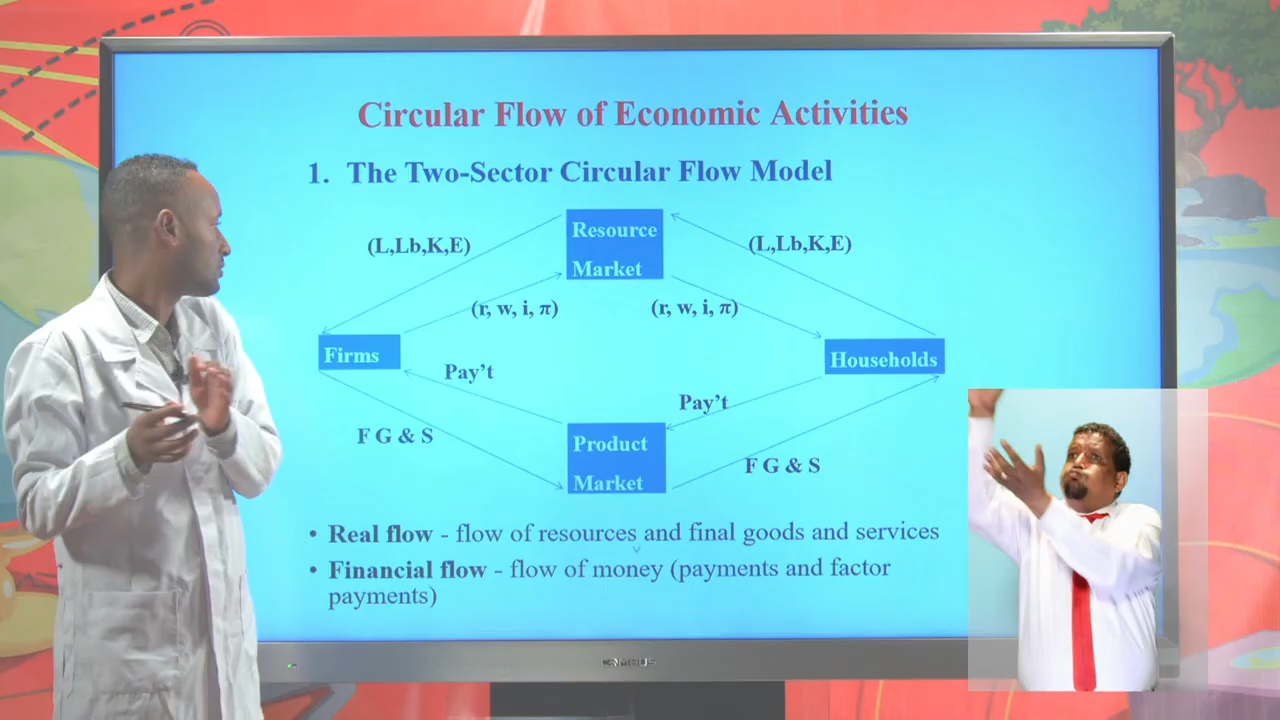 Circular Flow of Economic Activities
1. The Two-Sector Circular Flow Model
Resource
Market
(L,Lb,K,E)
(L,Lb,K,E)
(r, w, i, π)
(r, w, i, π)
Firms
Households
Pay't
Pay't
Product
Market
F G & S
F G & S
• Real flow - flow of resources and final goods and services
• Financial flow - flow of money (payments and factor
payments)